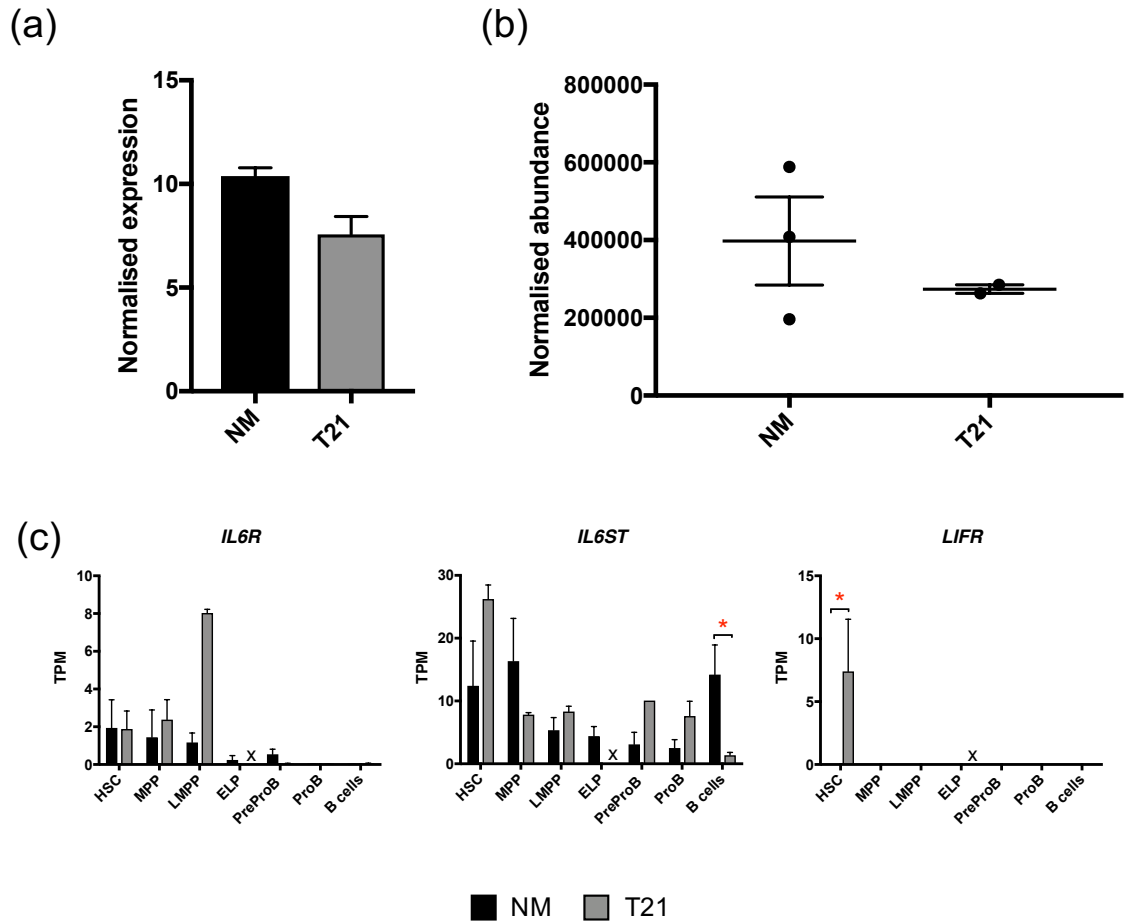 (a)
Normalised expression
15
10
5
0
NM
T21
(b)
Normalised abundance
800000
600000
400000
200000
0
NM
T21
(c)
IL6R
TPM
10
8
6
4
2
0
x
HSC
MPP
LMPP
ELP
PreProB
ProB
B cells
IL6ST
TPM
30
20
10
0
*
x
HSC
MPP
LMPP
ELP
PreProB
ProB
B cells
LIFR
TPM
15
10
5
0
*
x
HSC
MPP
LMPP
ELP
PreProB
ProB
B cells
NM
T21